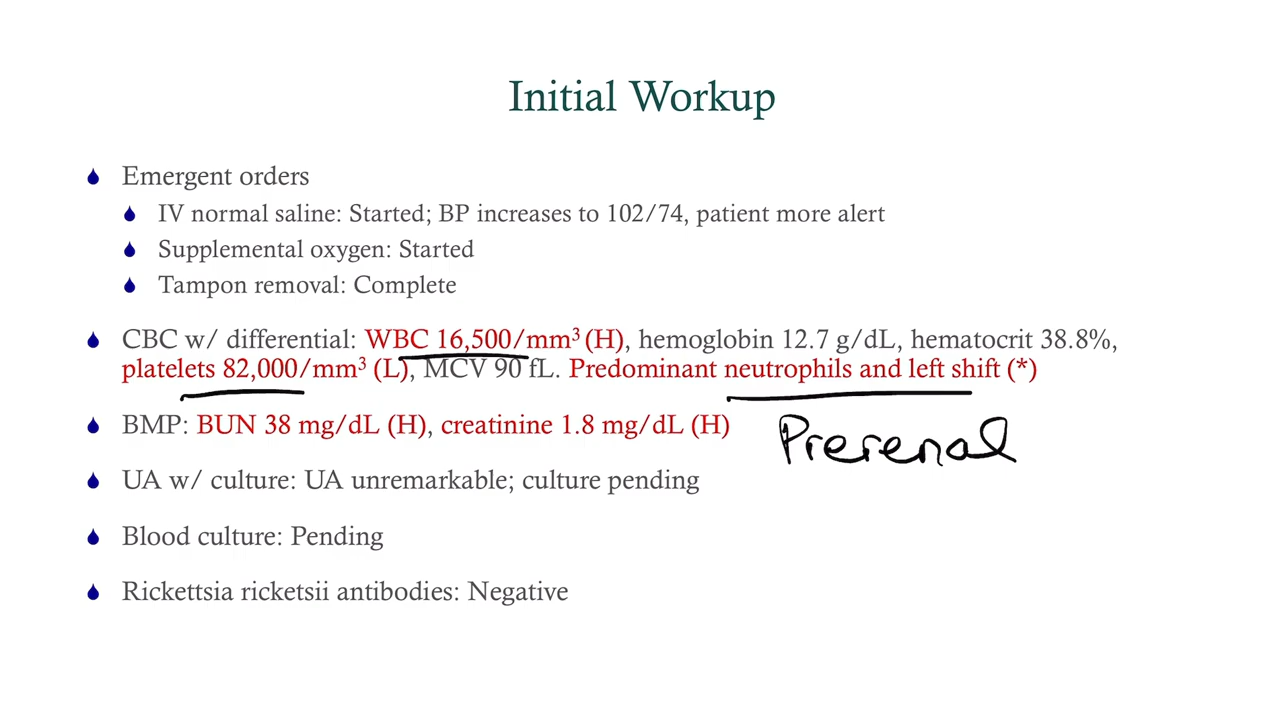 Initial Workup
Emergent orders
IV normal saline: Started; BP increases to 102/74, patient more alert
Supplemental oxygen: Started
Tampon removal: Complete
CBC w/ differential: WBC 16,500/mm³ (H), hemoglobin 12.7 g/dL, hematocrit 38.8%,
platelets 82,000/mm³ (L), MCV 90 fL. Predominant neutrophils and left shift (*)
BMP: BUN 38 mg/dL (H), creatinine 1.8 mg/dL (H)
Prerenal
UA w/ culture: UA unremarkable; culture pending
Blood culture: Pending
Rickettsia ricketsii antibodies: Negative